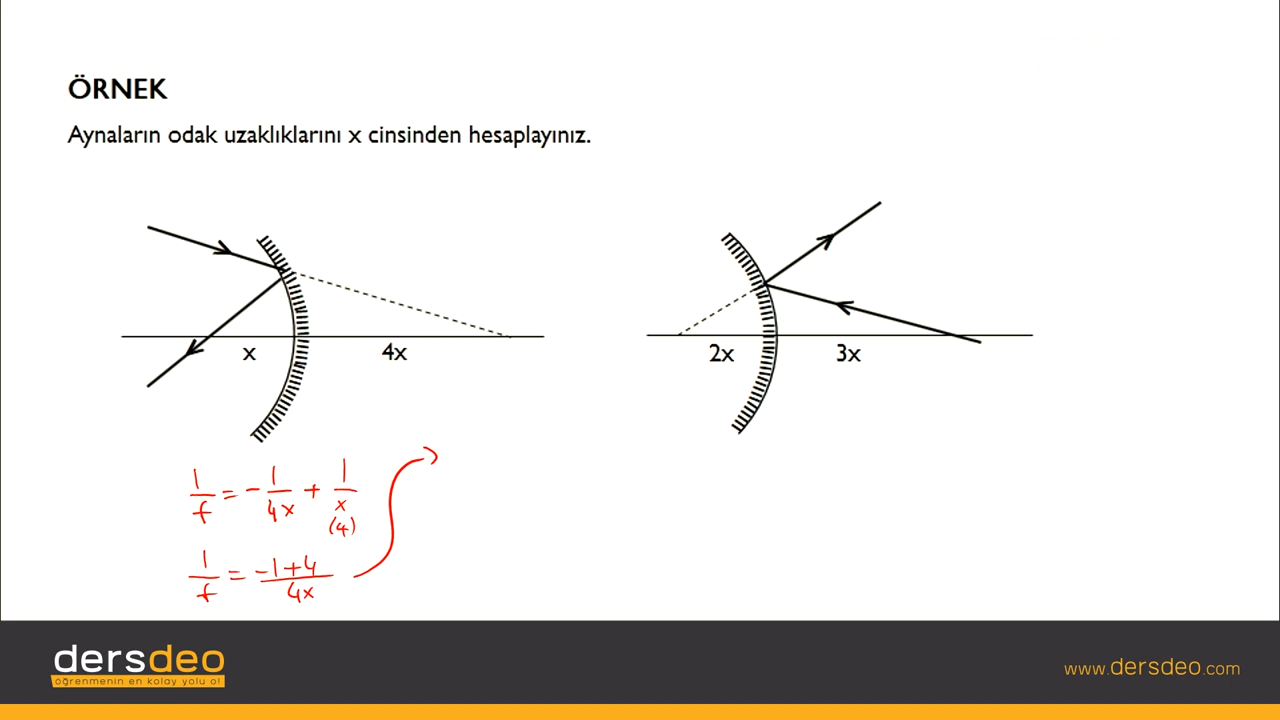 ÖRNEK
Aynaların odak uzaklıklarını x cinsinden hesaplayınız.
x 4x
2x 3x
1/f = -1/4x + 1/x
(4)
1/f = -1+4/4x
dersdeo
öğrenmenin en kolay yolu o!
www.dersdeo.com